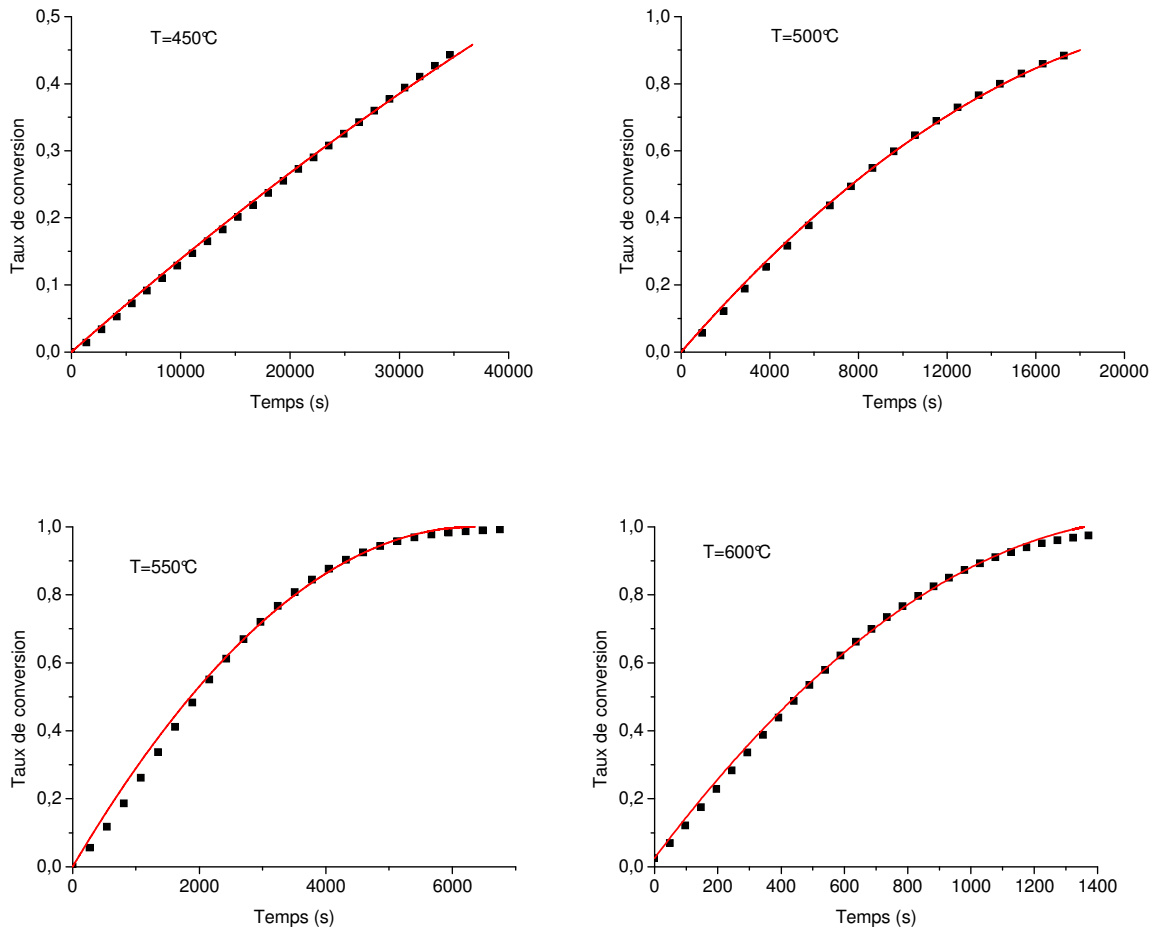 T=450°C
Taux de conversion
0,5
0,4
0,3
0,2
0,1
0,0
0 10000 20000 30000 40000
Temps (s)
T=500°C
Taux de conversion
1,0
0,8
0,6
0,4
0,2
0,0
0 4000 8000 12000 16000 20000
Temps (s)
T=550°C
Taux de conversion
1,0
0,8
0,6
0,4
0,2
0,0
0 2000 4000 6000
Temps (s)
T=600°C
Taux de conversion
1,0
0,8
0,6
0,4
0,2
0,0
0 200 400 600 800 1000 1200 1400
Temps (s)